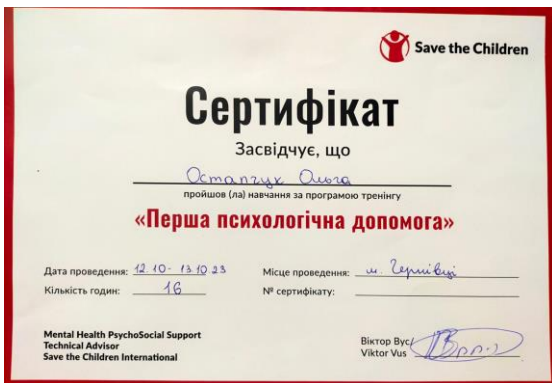 Save the Children
Сертифікат
Засвідчує, що
Остапчук Ольга
пройшов (ла) навчання за програмою тренінгу
«Перша психологічна допомога»
Дата проведення: 12.10-13.10.23 Місце проведення: м. Чернівці
Кількість годин: 16 № сертифікату:
Mental Health PsychoSocial Support
Technical Advisor
Save the Children International
Віктор Вус/
Viktor Vus